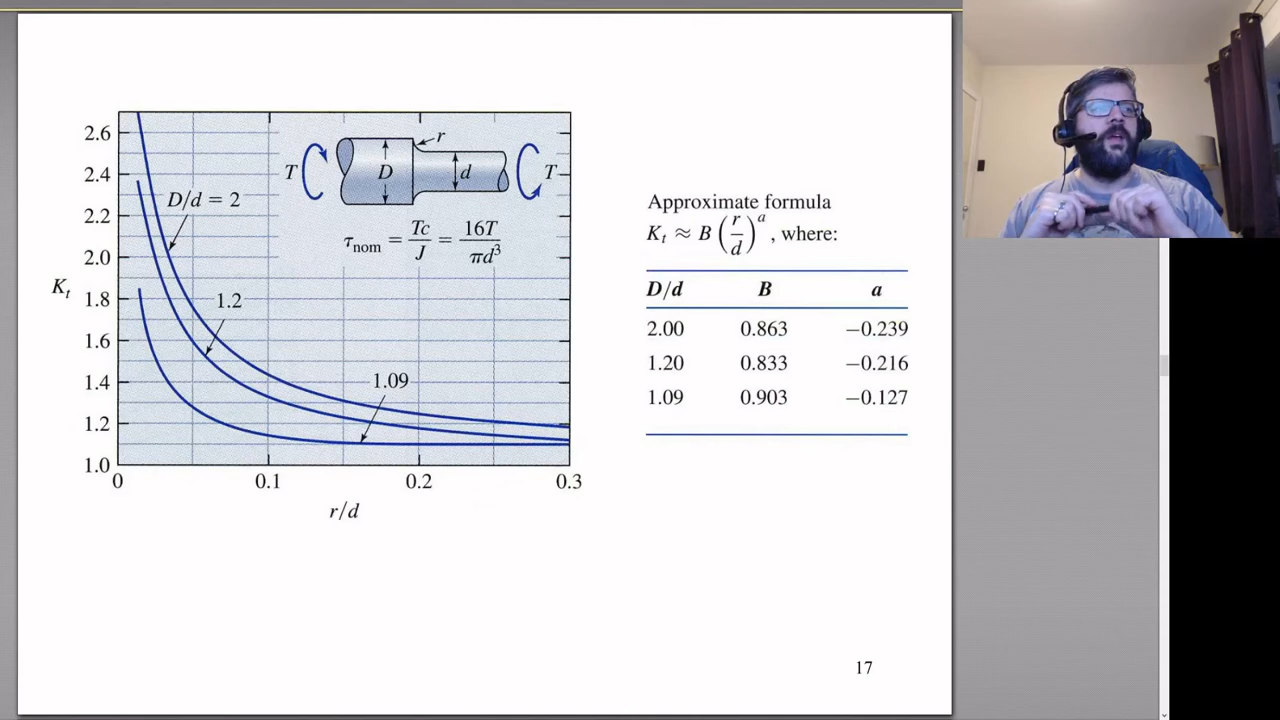 2.6
2.4
2.2
2.0
1.8
1.6
1.4
1.2
1.0
K_t
0 0.1 0.2 0.3
r/d
D/d = 2
1.2
1.09
T D r d T
τ_nom = Tc/J = 16T/πd³
Approximate formula
K_t ≈ B (r/d)^a , where:
D/d B a
2.00 0.863 −0.239
1.20 0.833 −0.216
1.09 0.903 −0.127
17